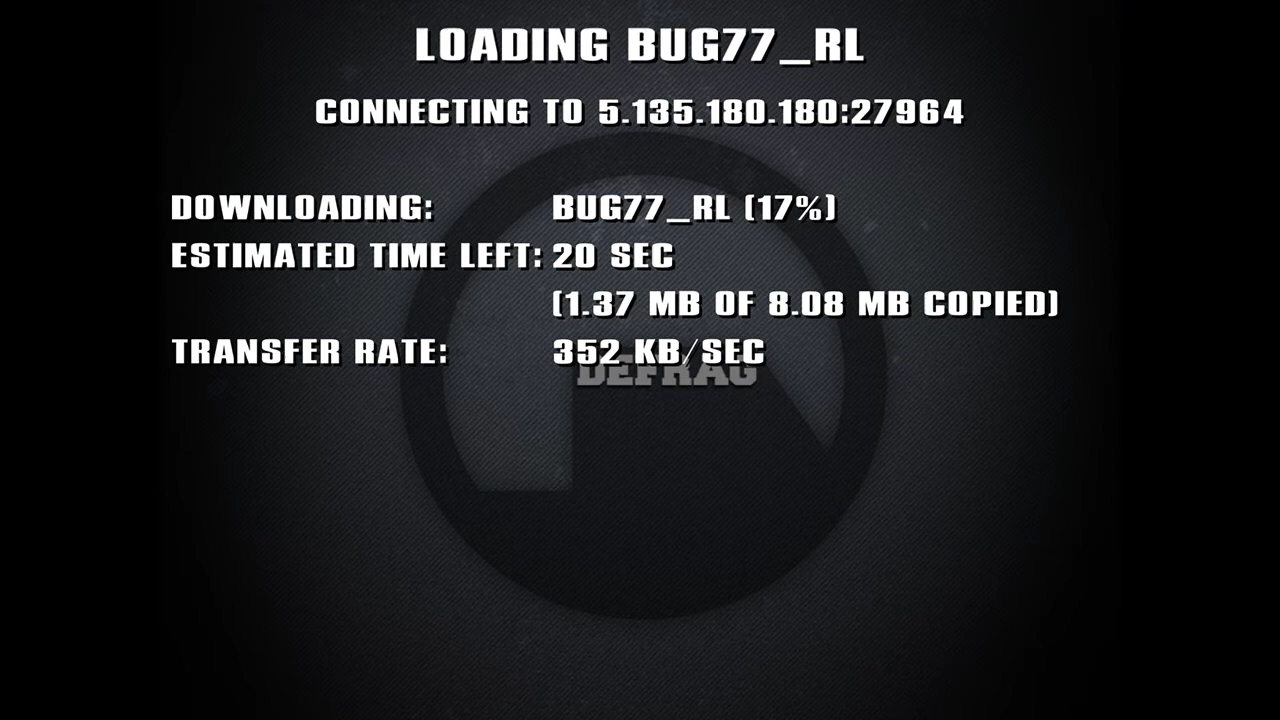 LOADING BUG77_RL
CONNECTING TO 5.135.180.180:27964
DOWNLOADING: BUG77_RL (17%)
ESTIMATED TIME LEFT: 20 SEC
(1.37 MB OF 8.08 MB COPIED)
TRANSFER RATE: 352 KB/SEC
DEFRAG